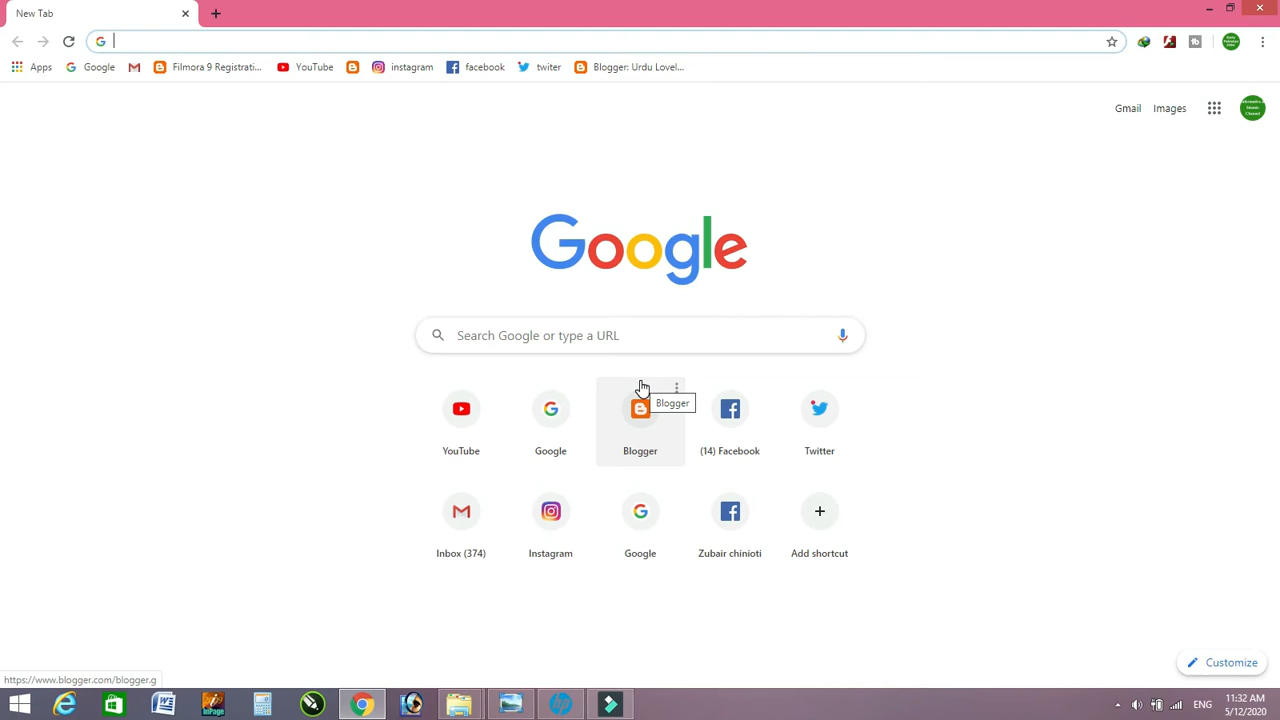 New Tab
Apps
Google
Filmora 9 Registrati...
YouTube
instagram
facebook
twiter
Blogger: Urdu Lovel...
Gmail
Images
Google
Search Google or type a URL
Blogger
YouTube
Google
Blogger
(14) Facebook
Twitter
Inbox (374)
Instagram
Google
Zubair chinioti
Add shortcut
Customize
https://www.blogger.com/blogger.g
InPage
ENG
11:32 AM
5/12/2020